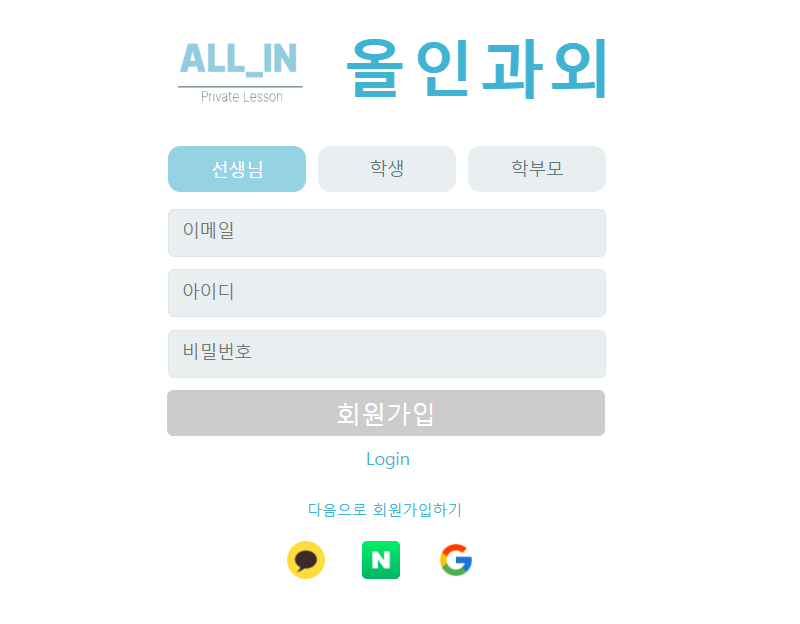 ALL_IN
Private Lesson
올인과외
선생님 학생 학부모
이메일
아이디
비밀번호
회원가입
Login
다음으로 회원가입하기
N G